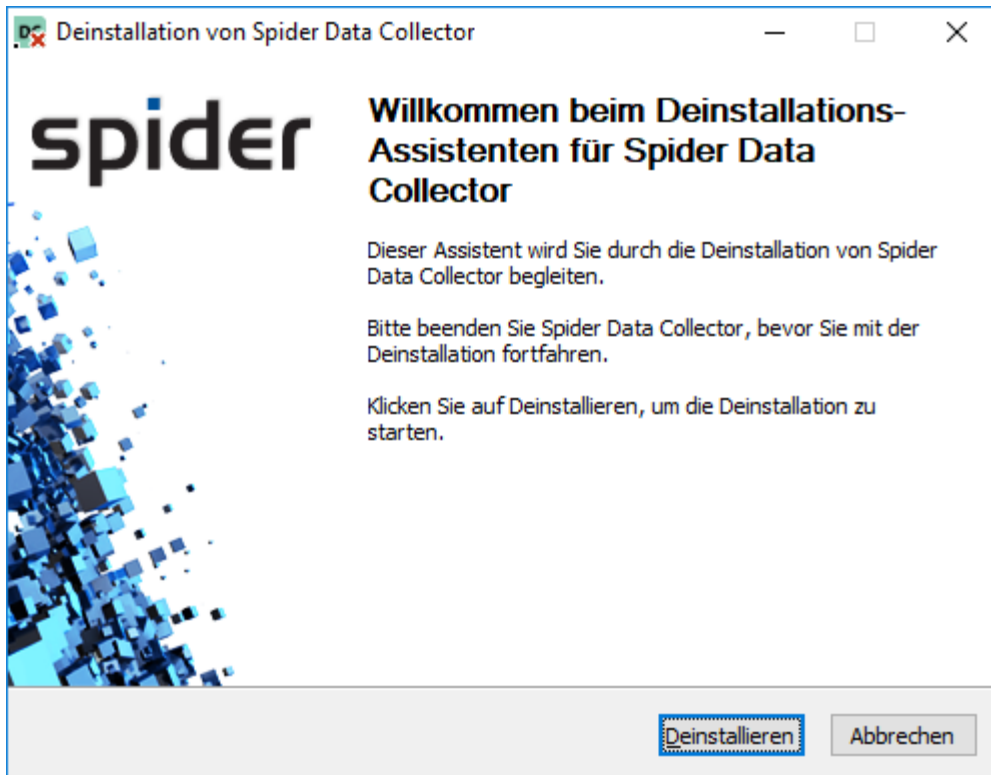 Deinstallation von Spider Data Collector
spider
Willkommen beim Deinstallations-
Assistenten für Spider Data
Collector
Dieser Assistent wird Sie durch die Deinstallation von Spider
Data Collector begleiten.
Bitte beenden Sie Spider Data Collector, bevor Sie mit der
Deinstallation fortfahren.
Klicken Sie auf Deinstallieren, um die Deinstallation zu
starten.
Deinstallieren
Abbrechen